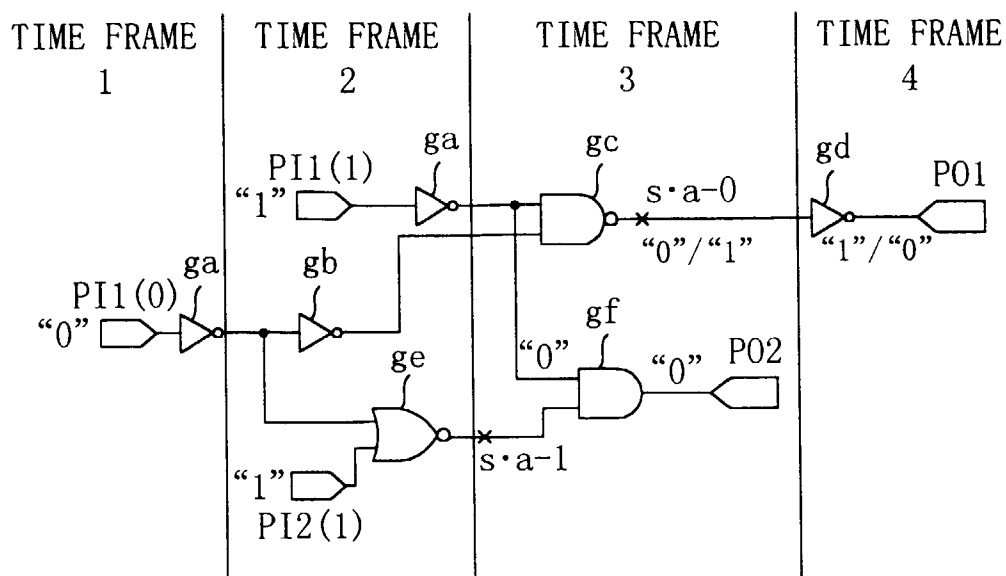 TIME FRAME 1
TIME FRAME 2
TIME FRAME 3
TIME FRAME 4
PI1(1)
“1”
ga
gc
s·a-0
“0”/“1”
gd
“1”/“0”
PO1
PI1(0)
“0”
ga
gb
ge
“1”
PI2(1)
s·a-1
“0”
gf
“0”
PO2